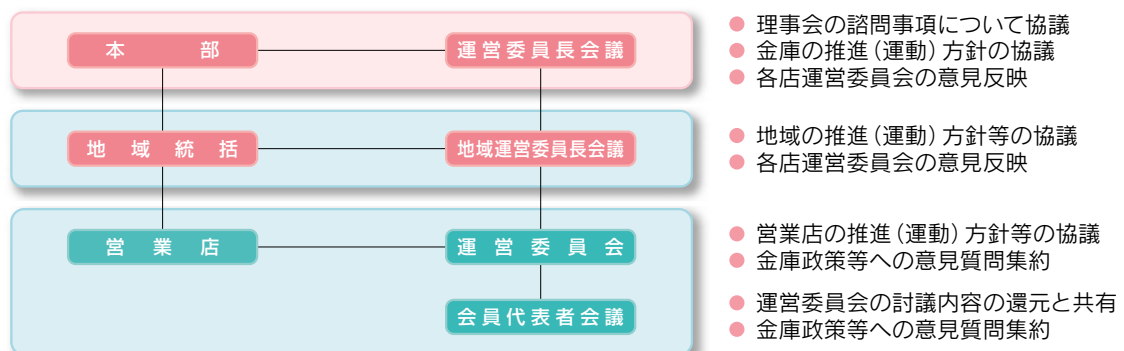 本部
運営委員長会議
● 理事会の諮問事項について協議
● 金庫の推進(運動)方針の協議
● 各店運営委員会の意見反映
地域統括
地域運営委員長会議
● 地域の推進(運動)方針等の協議
● 各店運営委員会の意見反映
営業店
運営委員会
● 営業店の推進(運動)方針等の協議
● 金庫政策等への意見質問集約
会員代表者会議
● 運営委員会の討議内容の還元と共有
● 金庫政策等への意見質問集約